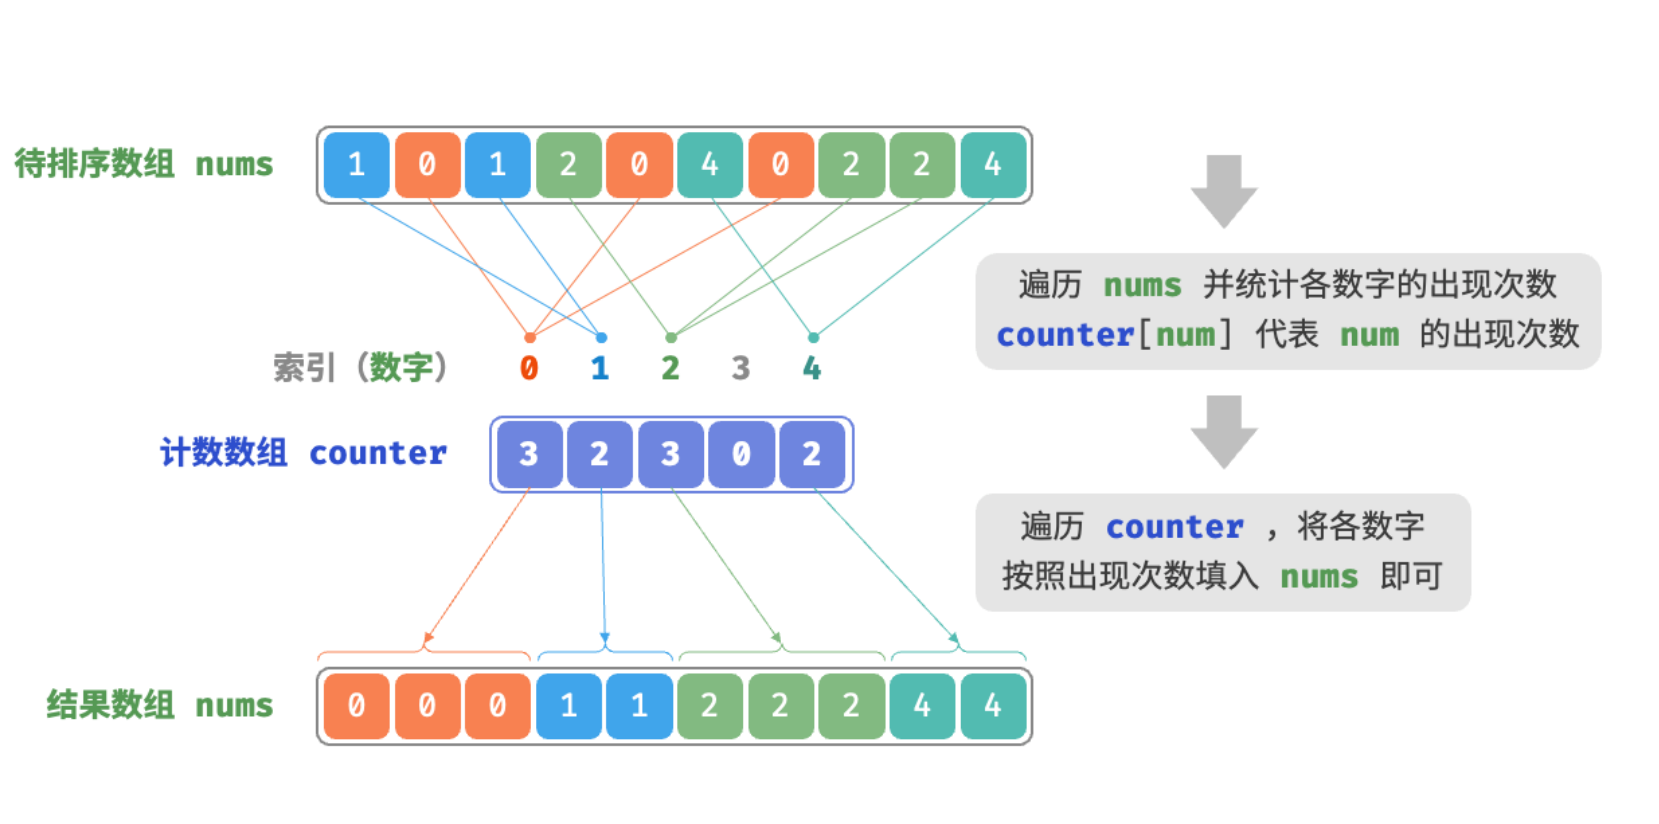 待排序数组 nums 1 0 1 2 0 4 0 2 2 4
遍历 nums 并统计各数字的出现次数
counter[num] 代表 num 的出现次数
索引（数字） 0 1 2 3 4
计数数组 counter 3 2 3 0 2
遍历 counter ，将各数字
按照出现次数填入 nums 即可
结果数组 nums 0 0 0 1 1 2 2 2 4 4